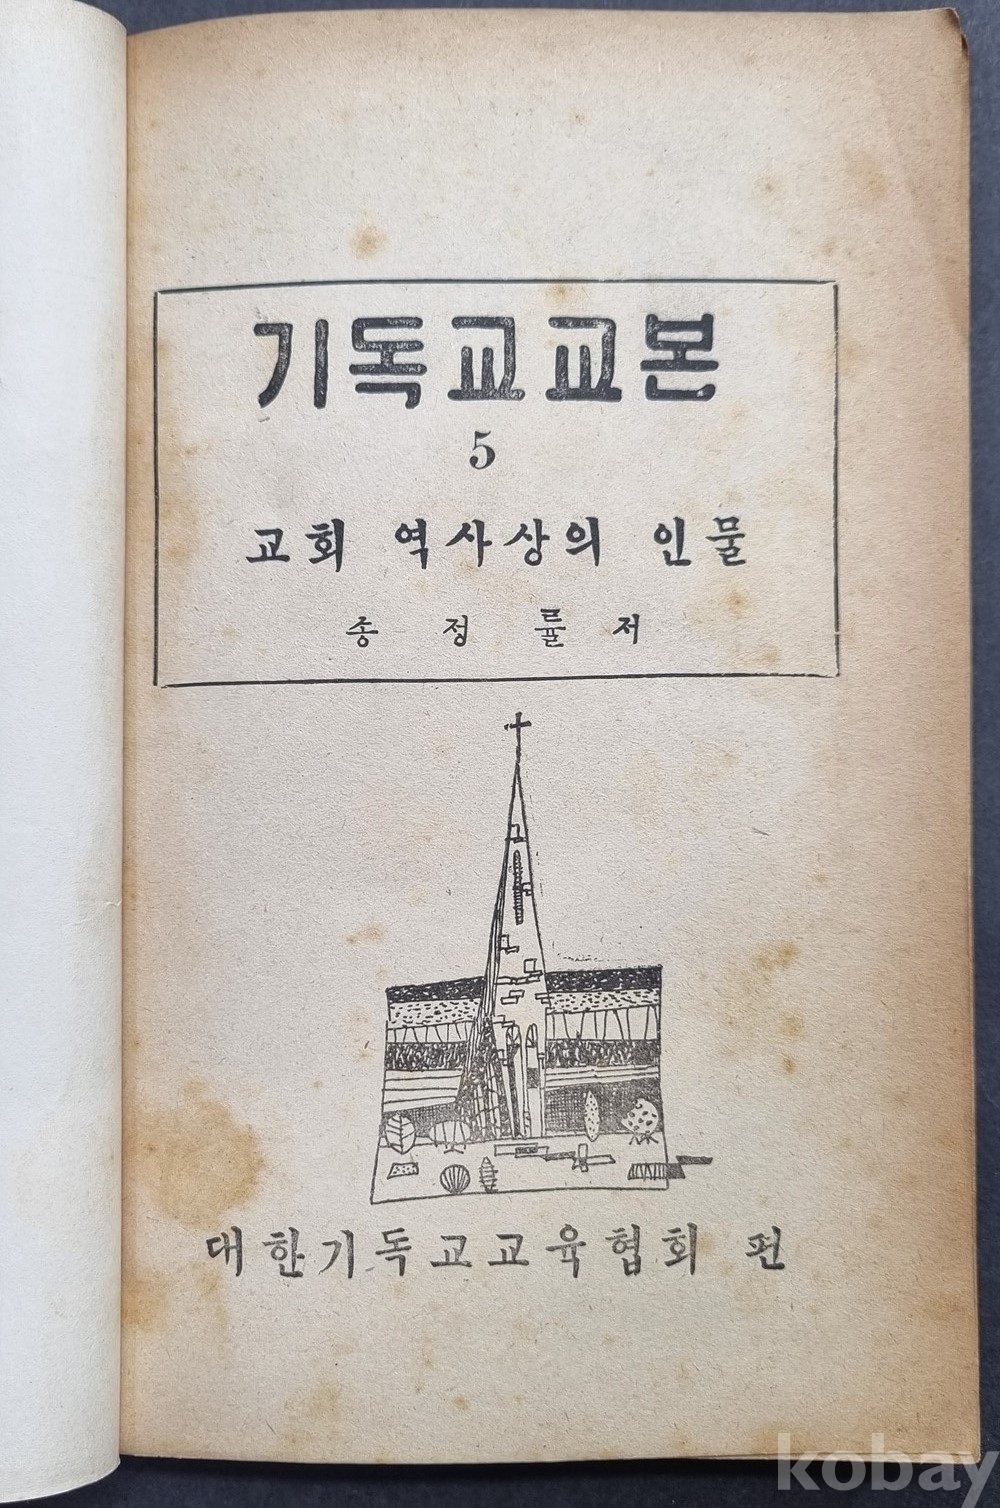 기독교교본
5
교회 역사상의 인물
송 정 률 저
대한기독교교육협회 편
kobay